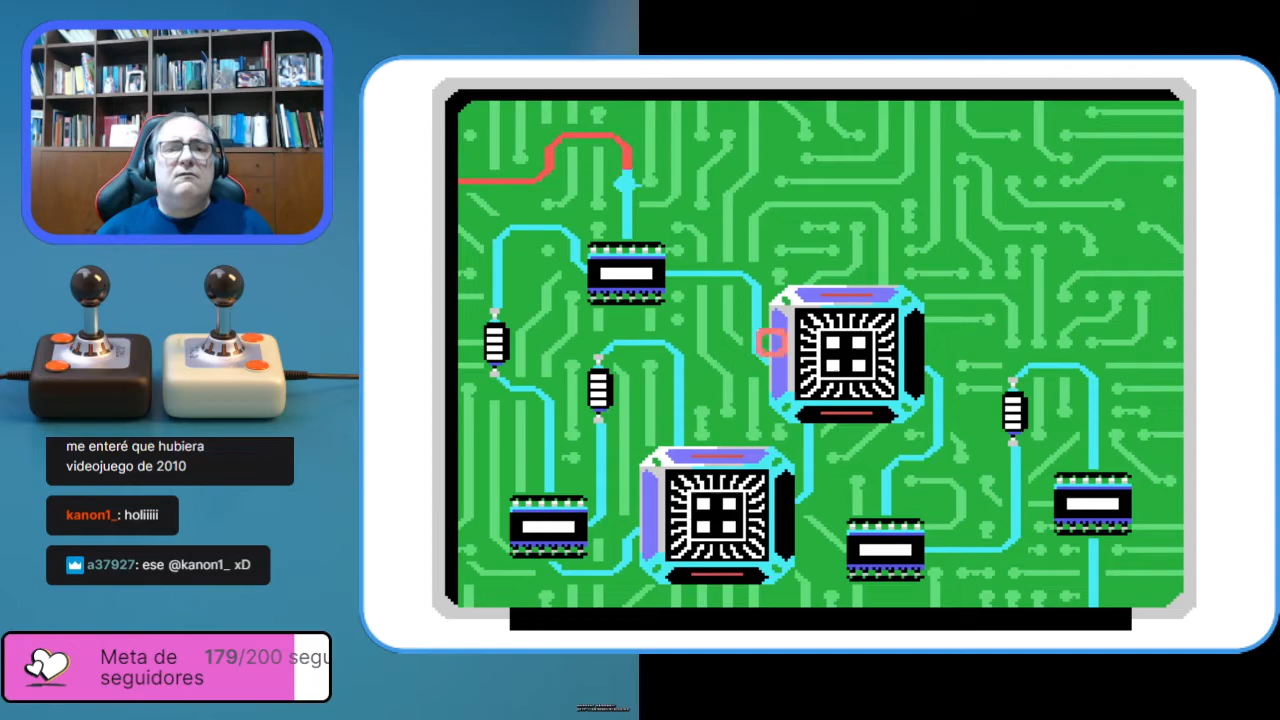 me enteré que hubiera
videojuego de 2010
kanon1_: holiiiii
a37927: ese @kanon1_ xD
Meta de 179/200 segu
seguidores